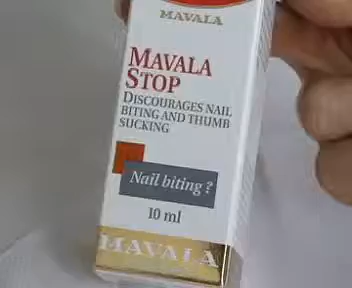 MAVALA
MAVALA
STOP
DISCOURAGES NAIL
BITING AND THUMB
SUCKING
Nail biting ?
10 ml
MAVALA